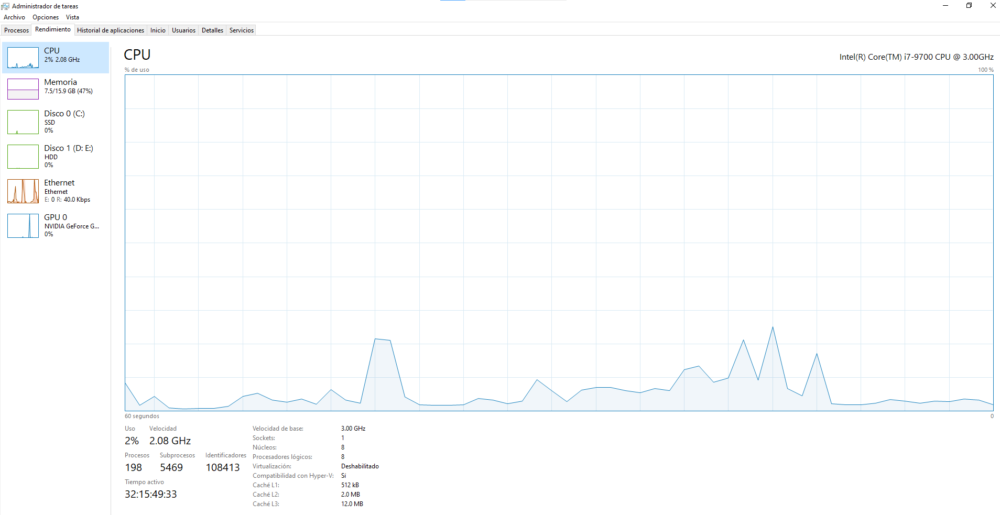 Administrador de tareas
Archivo Opciones Vista
Procesos Rendimiento Historial de aplicaciones Inicio Usuarios Detalles Servicios
CPU
2% 2.08 GHz
Memoria
7.5/15.9 GB (47%)
Disco 0 (C:)
SSD
0%
Disco 1 (D: E:)
HDD
0%
Ethernet
Ethernet
E: 0 R: 40.0 Kbps
GPU 0
NVIDIA GeForce G...
0%
CPU
Intel(R) Core(TM) i7-9700 CPU @ 3.00GHz
% de uso 100 %
60 segundos 0
Uso Velocidad
2% 2.08 GHz
Procesos Subprocesos Identificadores
198 5469 108413
Tiempo activo
32:15:49:33
Velocidad de base: 3.00 GHz
Sockets: 1
Núcleos: 8
Procesadores lógicos: 8
Virtualización: Deshabilitado
Compatibilidad con Hyper-V: Sí
Caché L1: 512 kB
Caché L2: 2.0 MB
Caché L3: 12.0 MB